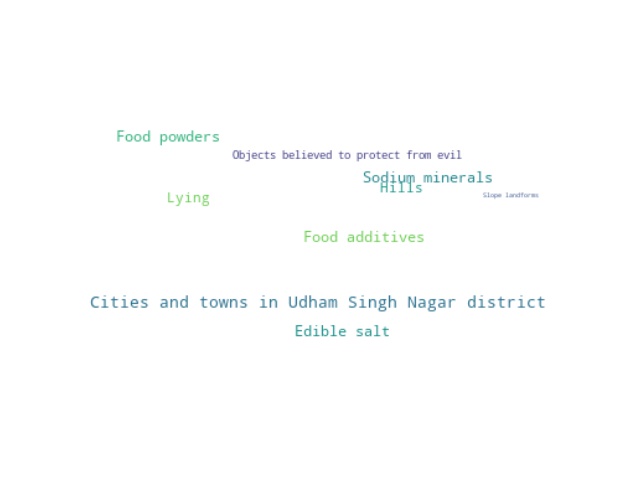 Food powders
Objects believed to protect from evil
Sodium minerals
Hills
Slope landforms
Lying
Food additives
Cities and towns in Udham Singh Nagar district
Edible salt